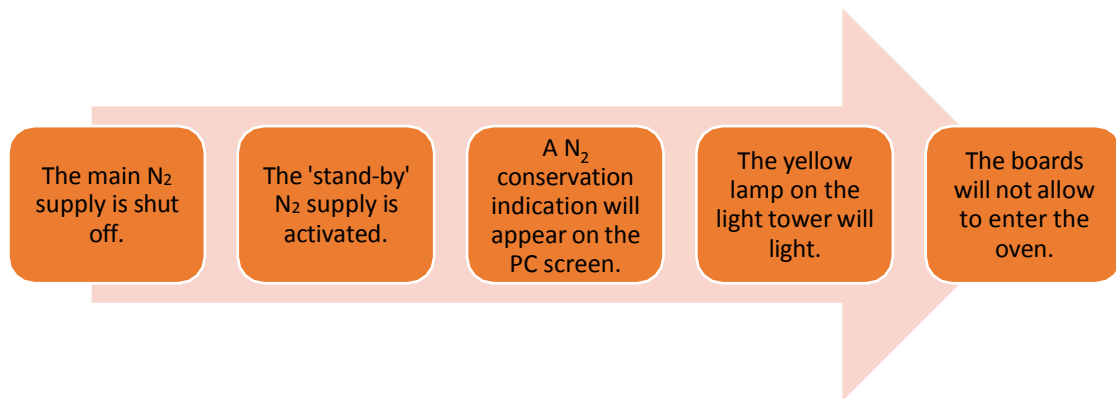 The main N₂
supply is shut
off.
The 'stand-by'
N₂ supply is
activated.
A N₂
conservation
indication will
appear on the
PC screen.
The yellow
lamp on the
light tower will
light.
The boards
will not allow
to enter the
oven.